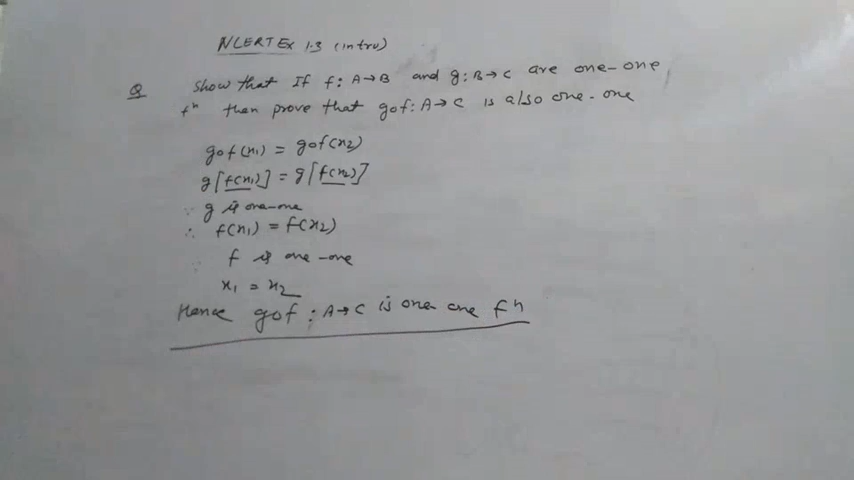 NCERT Ex 1.3 (intro)
Q Show that If f: A→B and g: B→C are one-one
fⁿ then prove that gof: A→C is also one-one
gof(x₁) = gof(x₂)
g[f(x₁)] = g[f(x₂)]
∵ g is one-one
∴ f(x₁) = f(x₂)
∵ f is one-one
x₁ = x₂
Hence gof : A→C is one one fⁿ